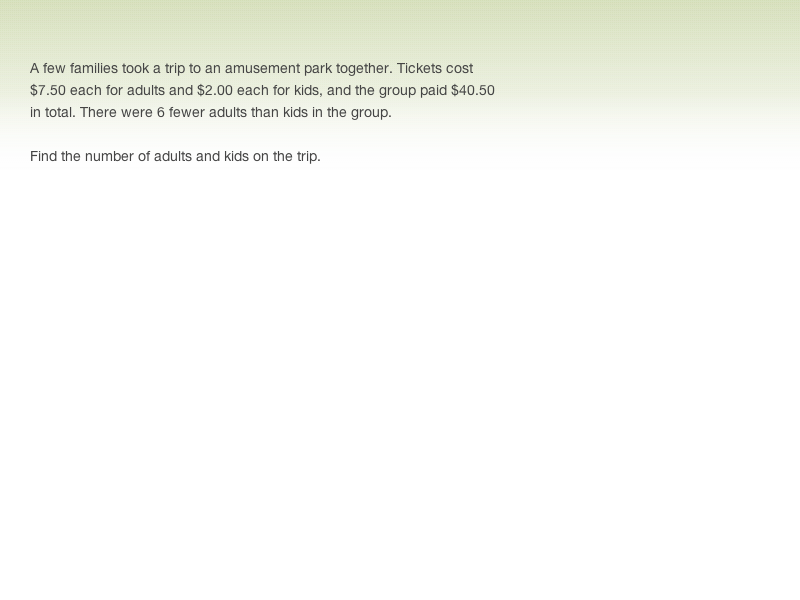 A few families took a trip to an amusement park together. Tickets cost
$7.50 each for adults and $2.00 each for kids, and the group paid $40.50
in total. There were 6 fewer adults than kids in the group.
Find the number of adults and kids on the trip.